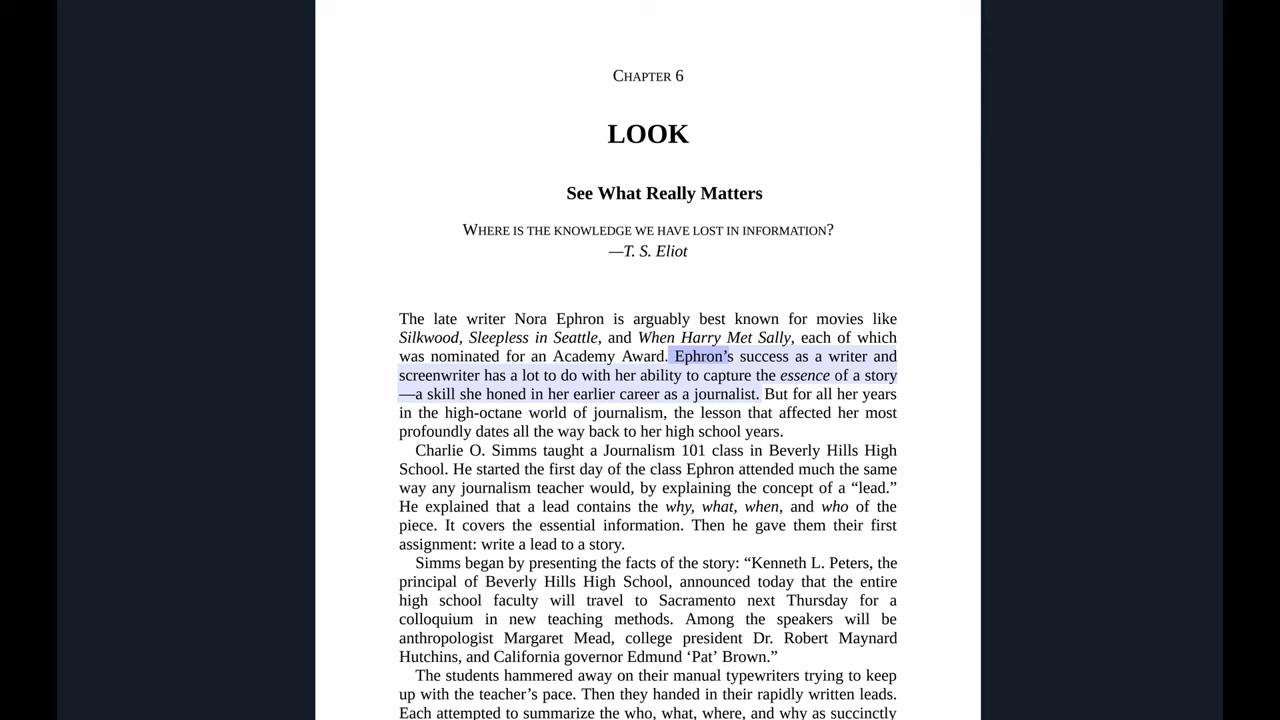 CHAPTER 6
LOOK
See What Really Matters
WHERE IS THE KNOWLEDGE WE HAVE LOST IN INFORMATION?
—T. S. Eliot
The late writer Nora Ephron is arguably best known for movies like
Silkwood, Sleepless in Seattle, and When Harry Met Sally, each of which
was nominated for an Academy Award. Ephron’s success as a writer and
screenwriter has a lot to do with her ability to capture the essence of a story
—a skill she honed in her earlier career as a journalist. But for all her years
in the high-octane world of journalism, the lesson that affected her most
profoundly dates all the way back to her high school years.
Charlie O. Simms taught a Journalism 101 class in Beverly Hills High
School. He started the first day of the class Ephron attended much the same
way any journalism teacher would, by explaining the concept of a “lead.”
He explained that a lead contains the why, what, when, and who of the
piece. It covers the essential information. Then he gave them their first
assignment: write a lead to a story.
Simms began by presenting the facts of the story: “Kenneth L. Peters, the
principal of Beverly Hills High School, announced today that the entire
high school faculty will travel to Sacramento next Thursday for a
colloquium in new teaching methods. Among the speakers will be
anthropologist Margaret Mead, college president Dr. Robert Maynard
Hutchins, and California governor Edmund ‘Pat’ Brown.”
The students hammered away on their manual typewriters trying to keep
up with the teacher’s pace. Then they handed in their rapidly written leads.
Each attempted to summarize the who, what, where, and why as succinctly